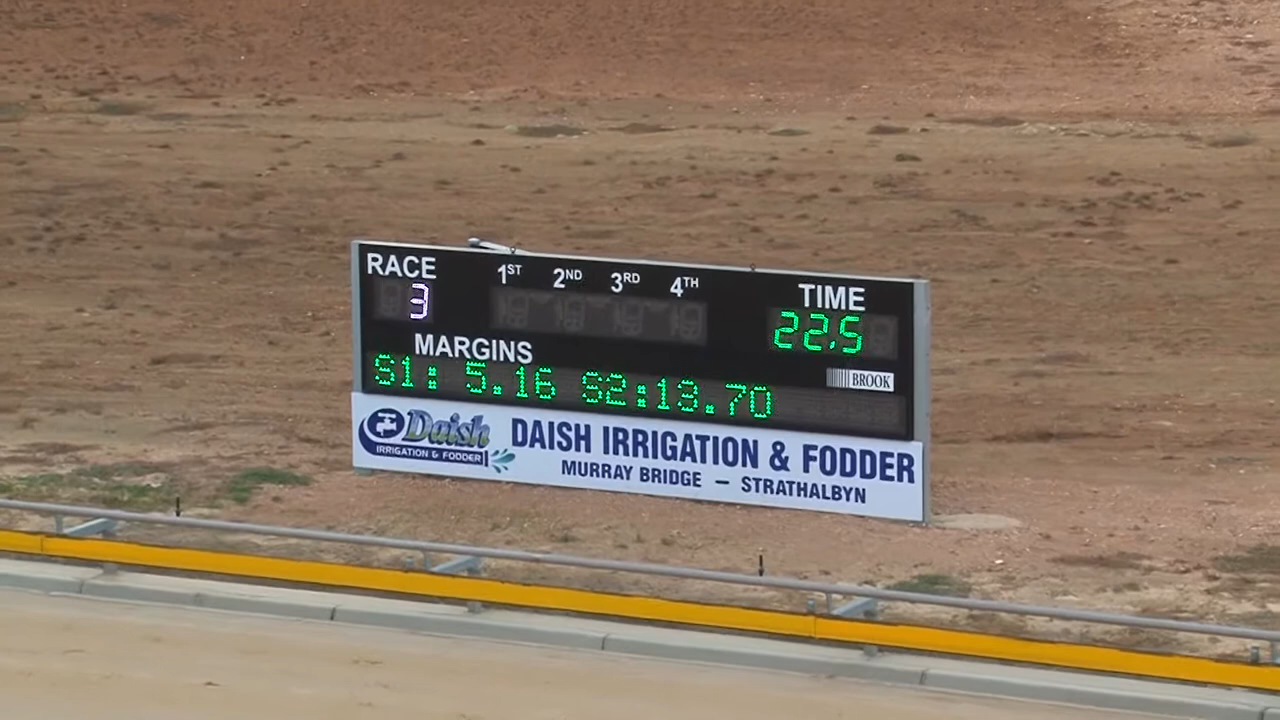 RACE 1ST 2ND 3RD 4TH TIME
3 22.5
MARGINS
S1: 5.16 S2:13.70
BROOK
Daish
IRRIGATION & FODDER
DAISH IRRIGATION & FODDER
MURRAY BRIDGE – STRATHALBYN